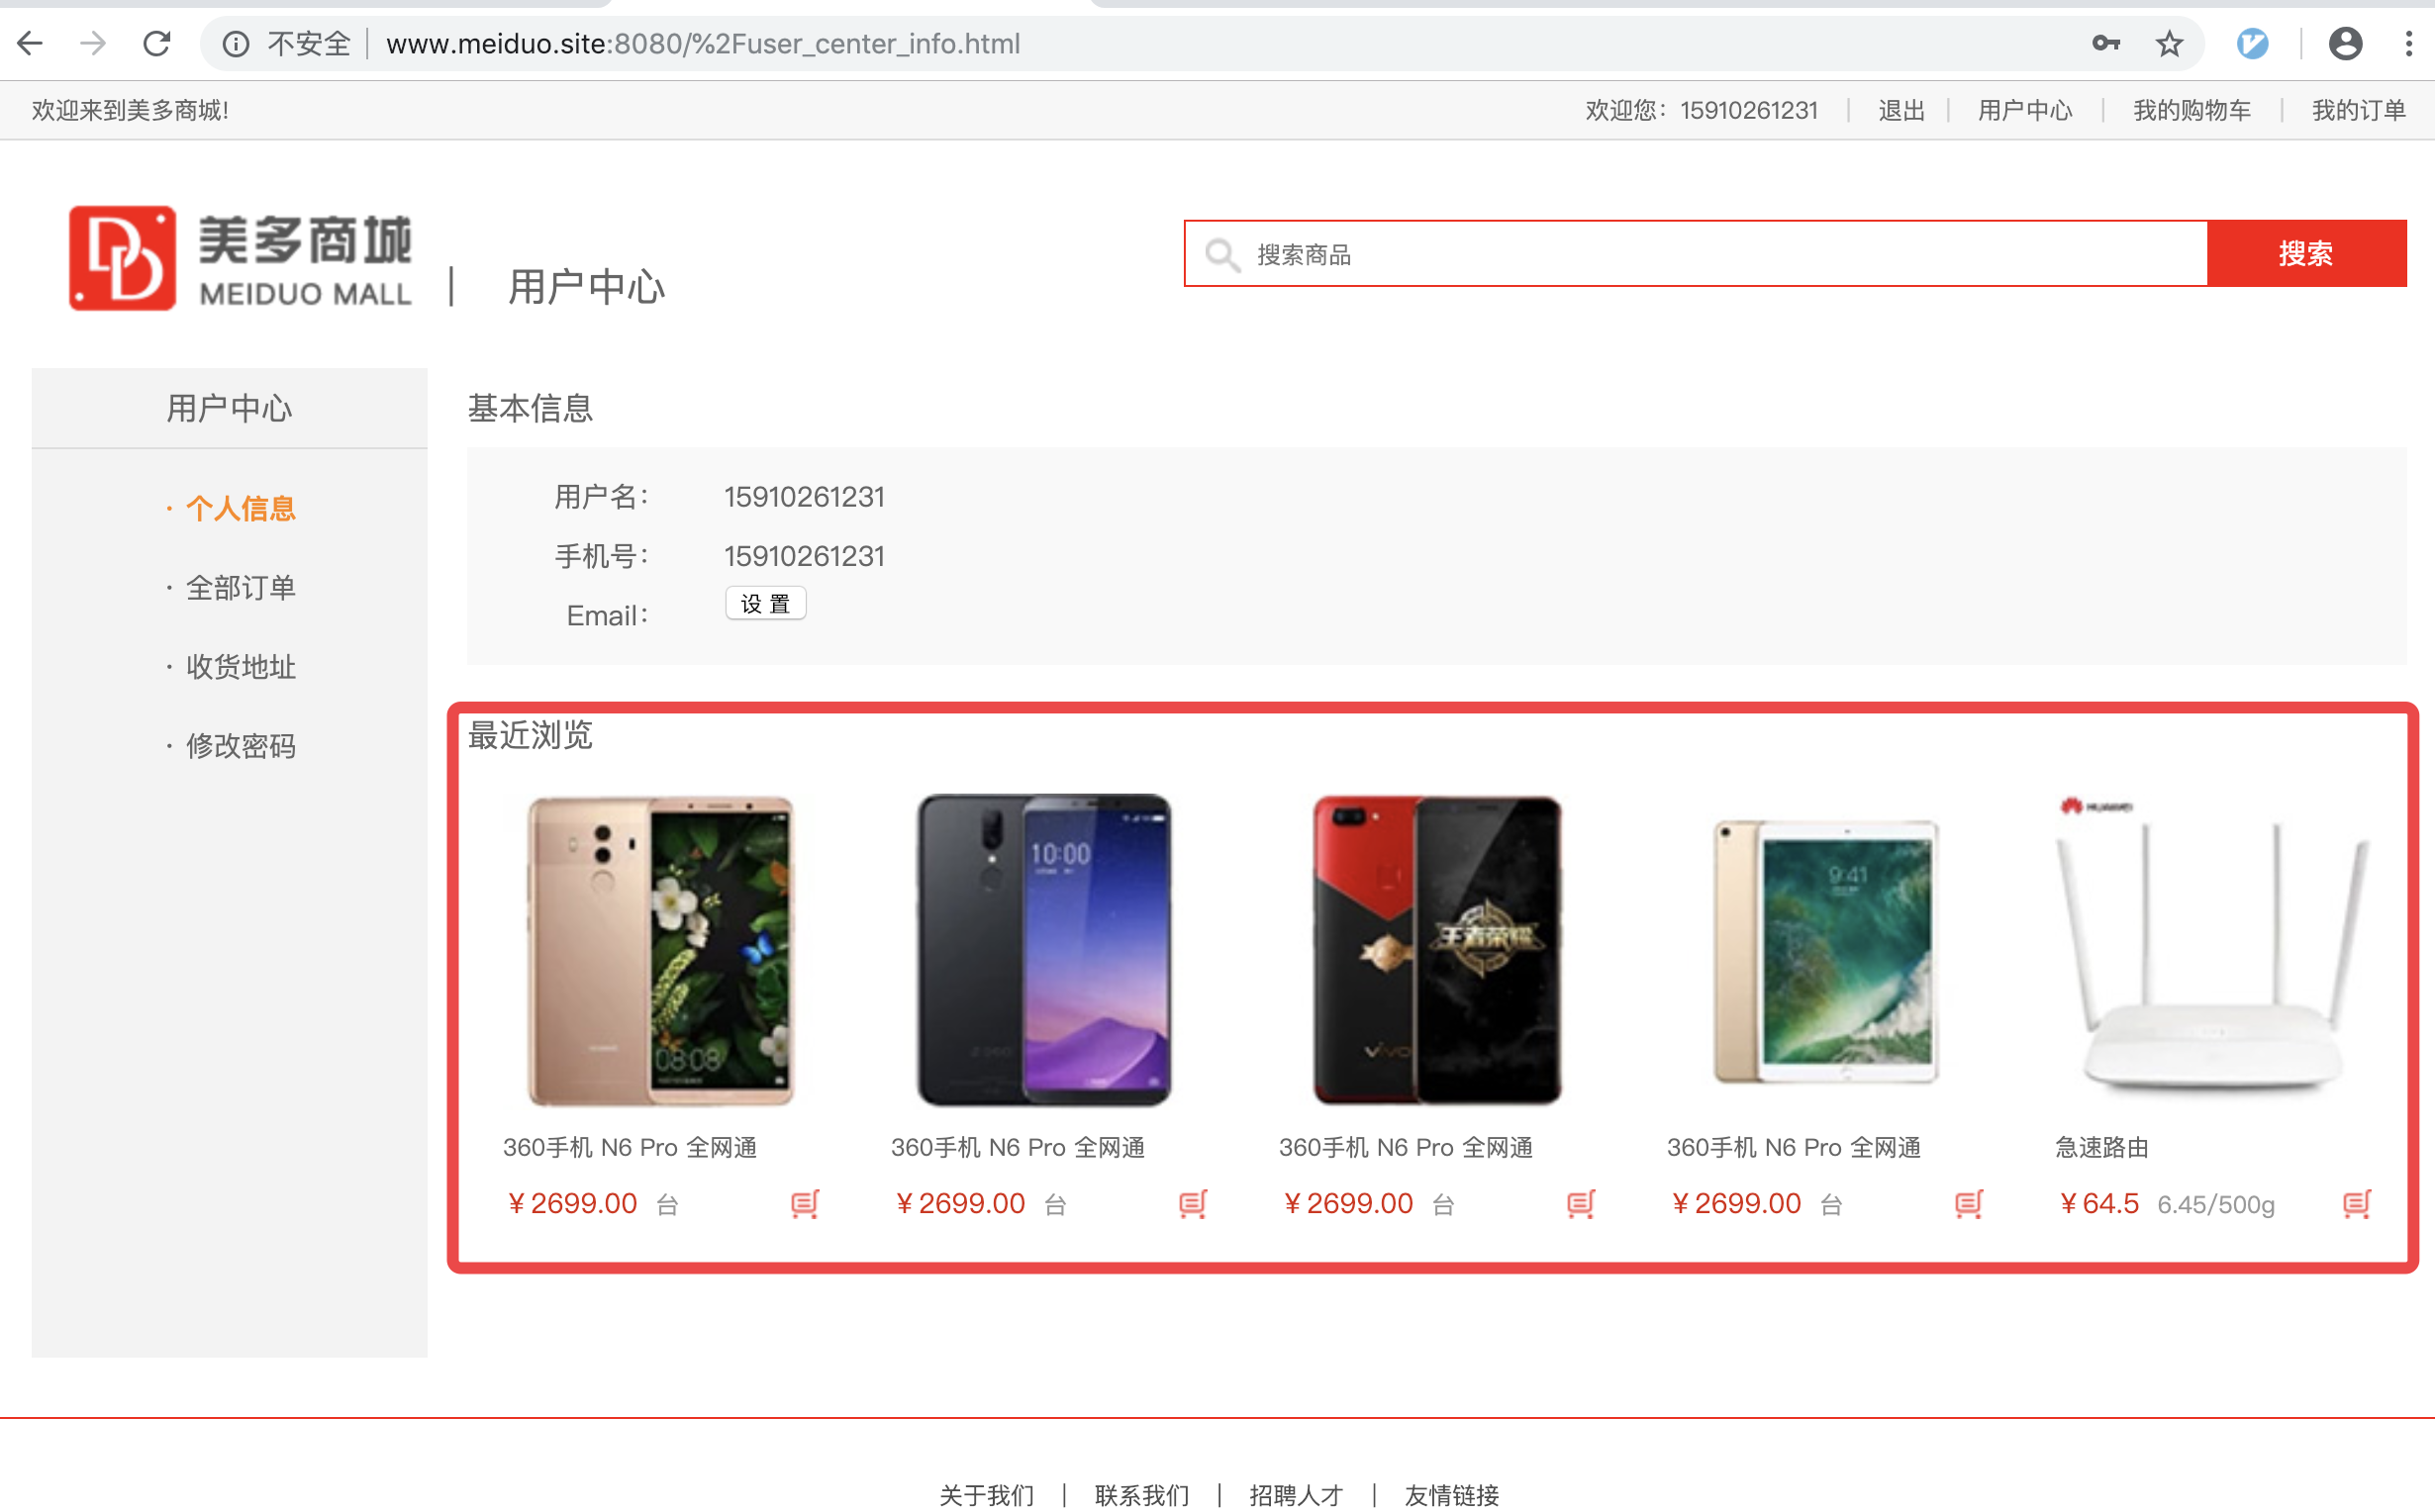 不安全 www.meiduo.site:8080/%2Fuser_center_info.html
欢迎来到美多商城!
欢迎您：15910261231 | 退出 | 用户中心 | 我的购物车 | 我的订单
美多商城
MEIDUO MALL
| 用户中心
搜索商品
搜索
用户中心
· 个人信息
· 全部订单
· 收货地址
· 修改密码
基本信息
用户名： 15910261231
手机号： 15910261231
Email： 设 置
最近浏览
10:00
王者荣耀
vivo
9:41
HUAWEI
08:08
360手机 N6 Pro 全网通
￥2699.00 台
360手机 N6 Pro 全网通
￥2699.00 台
360手机 N6 Pro 全网通
￥2699.00 台
360手机 N6 Pro 全网通
￥2699.00 台
急速路由
￥64.5 6.45/500g
关于我们 | 联系我们 | 招聘人才 | 友情链接